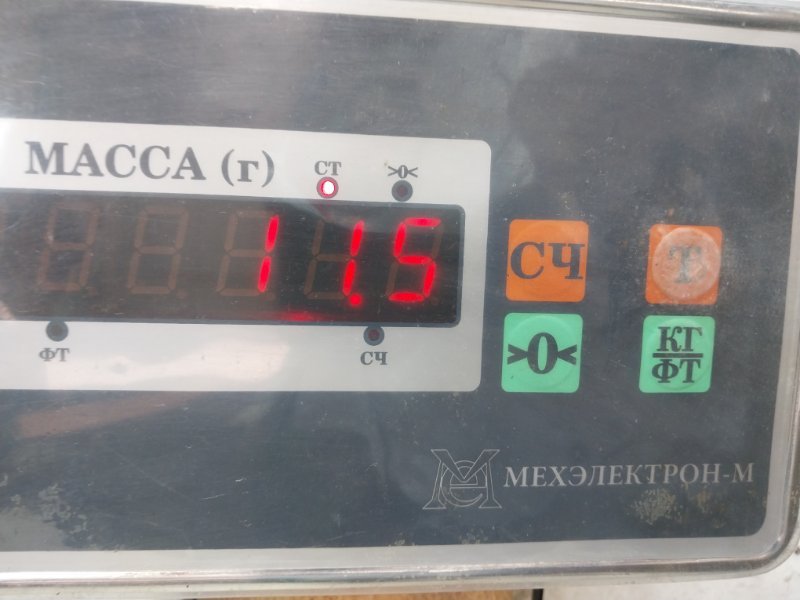 МАССА (г)
СТ
>0<
11.5
ФТ
СЧ
СЧ
Т
>0<
КГ
ФТ
МЕХЭЛЕКТРОН-М